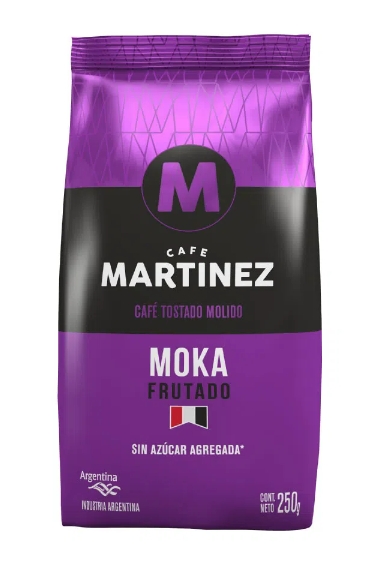 M
CAFE
MARTINEZ
CAFÉ TOSTADO MOLIDO
MOKA
FRUTADO
SIN AZÚCAR AGREGADA*
Argentina
INDUSTRIA ARGENTINA
CONT.
NETO 250g